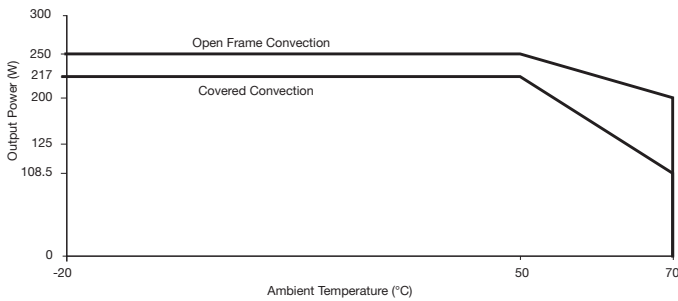 300
Open Frame Convection
250
217
Covered Convection
200
Output Power (W)
125
108.5
0
-20
50
70
Ambient Temperature (°C)